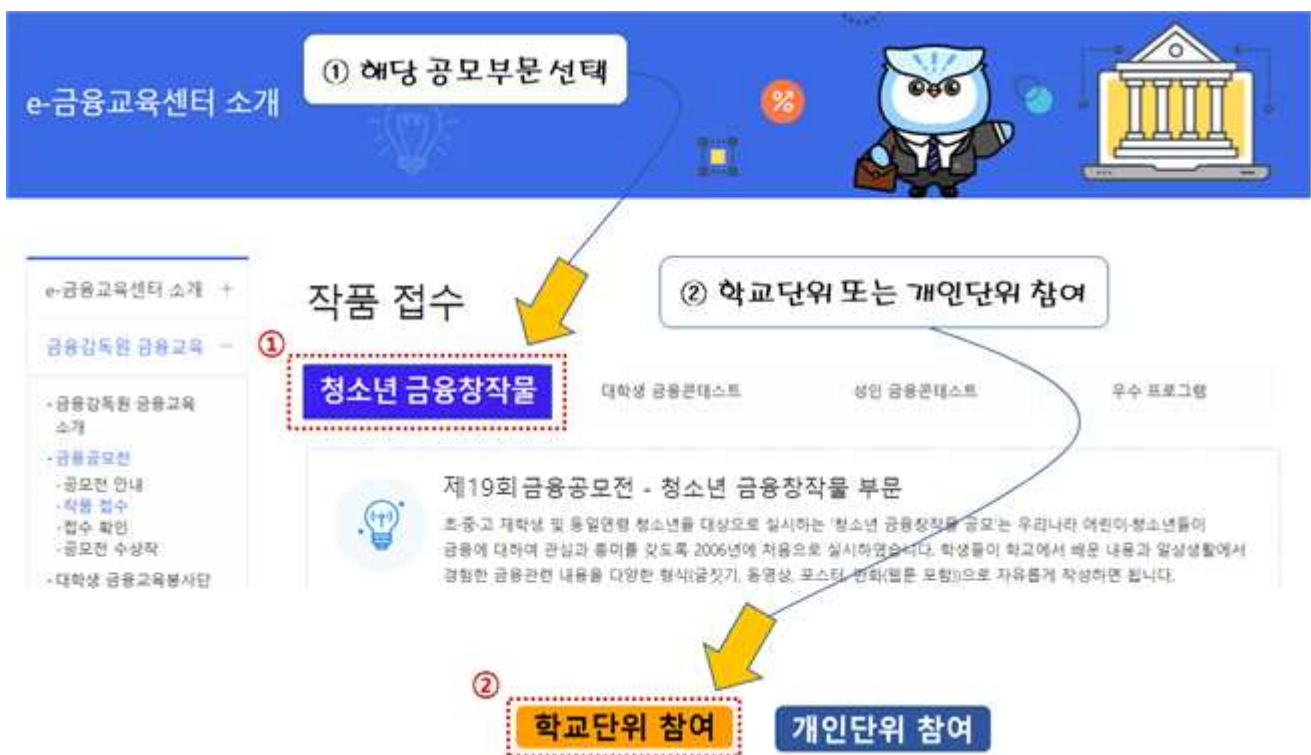 ① 해당 공모부문 선택
e-금융교육센터 소개
%
e-금융교육센터 소개 +
금융감독원 금융교육 −
- 금융감독원 금융교육
소개
- 금융공모전
- 공모전 안내
- 작품 접수
- 접수 확인
- 공모전 수상작
- 대학생 금융교육봉사단
작품 접수
② 학교단위 또는 개인단위 참여
①
청소년 금융창작물
대학생 금융콘테스트
성인 금융콘테스트
우수 프로그램
제19회 금융공모전 - 청소년 금융창작물 부문
초·중·고 재학생 및 동일연령 청소년을 대상으로 실시하는 '청소년 금융창작물 공모'는 우리나라 어린이·청소년들이
금융에 대하여 관심과 흥미를 갖도록 2006년에 처음으로 실시하였습니다. 학생들이 학교에서 배운 내용과 일상생활에서
경험한 금융관련 내용을 다양한 형식(글짓기, 동영상, 포스터, 만화(웹툰 포함))으로 자유롭게 작성하면 됩니다.
②
학교단위 참여
개인단위 참여